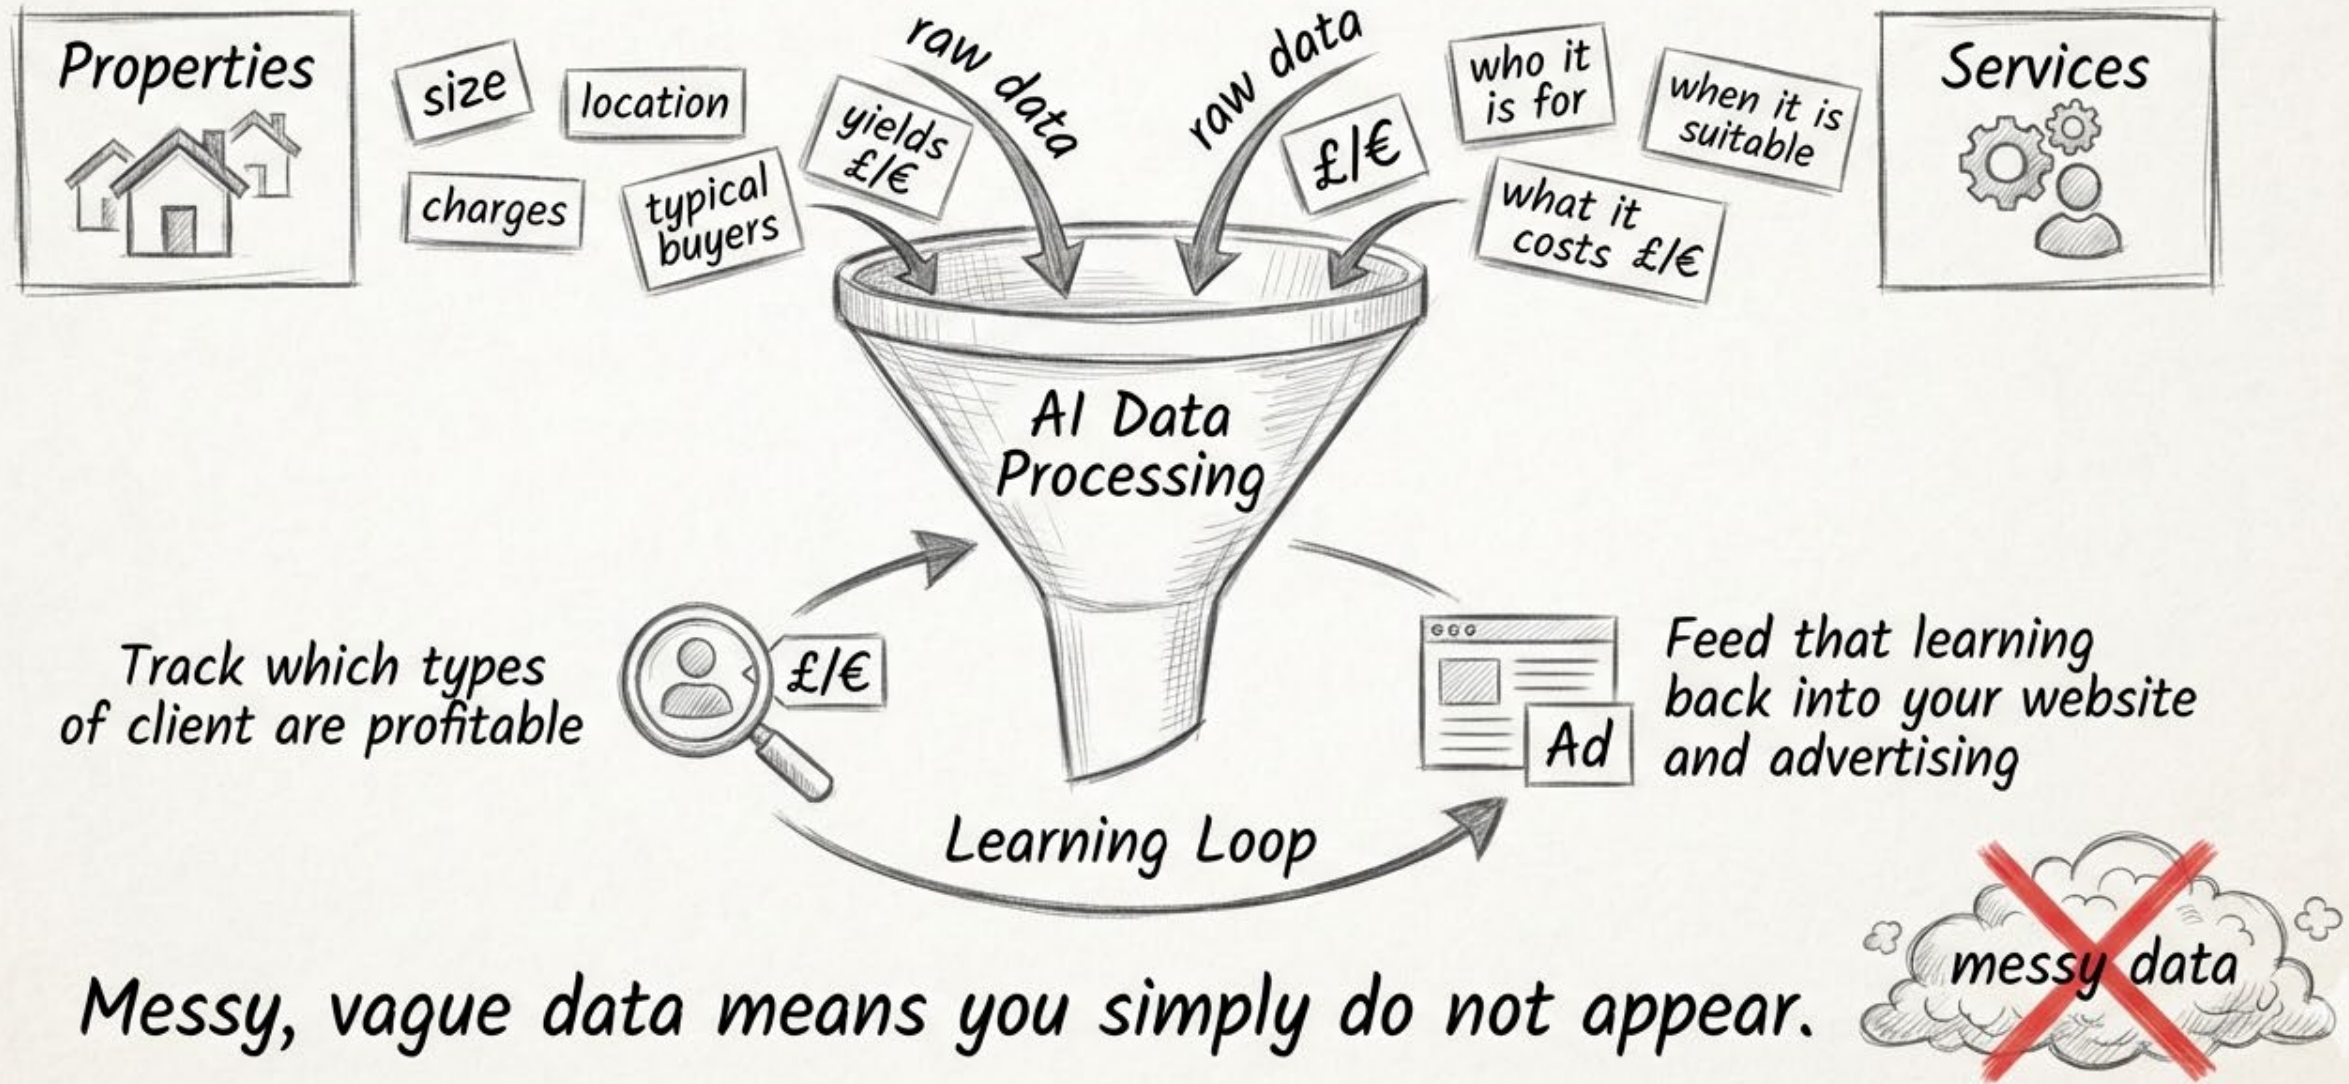 Properties
size
location
charges
typical
buyers
yields
£/€
raw data
raw data
£/€
who it
is for
when it is
suitable
what it
costs £/€
Services
AI Data
Processing
Track which types
of client are profitable
£/€
Ad
Feed that learning
back into your website
and advertising
Learning Loop
messy data
Messy, vague data means you simply do not appear.